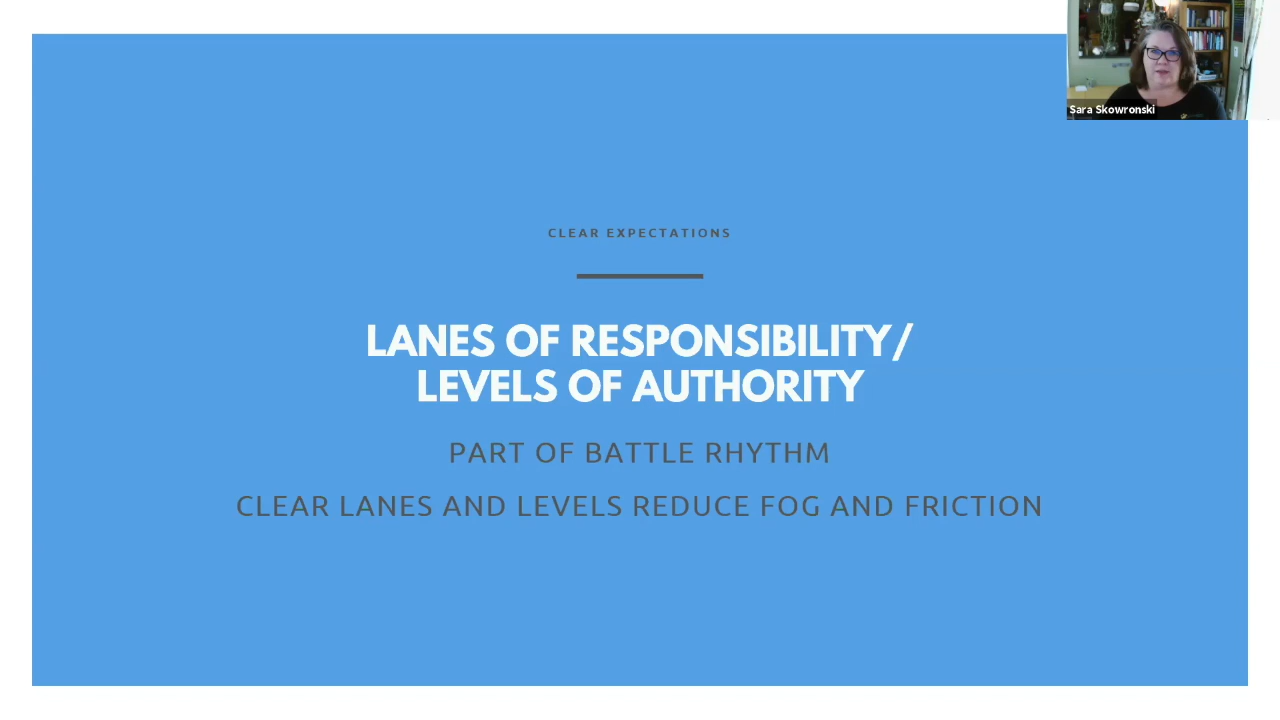 Sara Skowronski
CLEAR EXPECTATIONS
LANES OF RESPONSIBILITY/
LEVELS OF AUTHORITY
PART OF BATTLE RHYTHM
CLEAR LANES AND LEVELS REDUCE FOG AND FRICTION